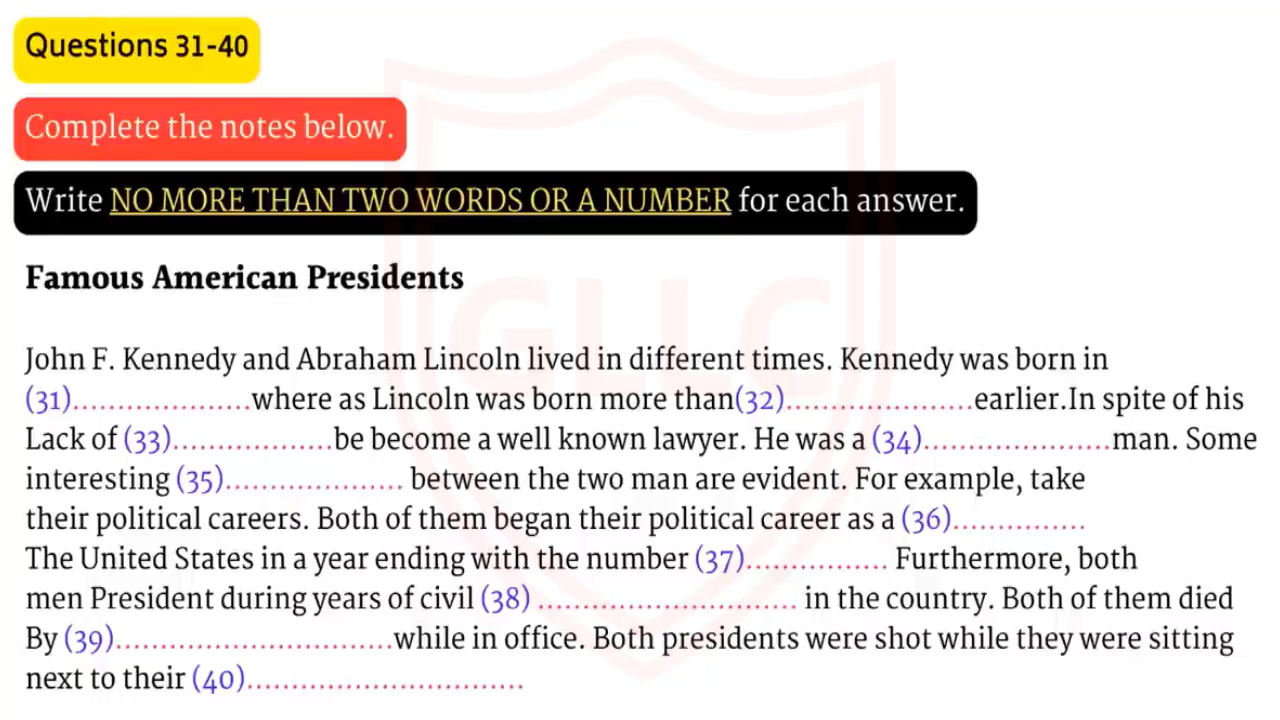 Questions 31-40
Complete the notes below.
Write NO MORE THAN TWO WORDS OR A NUMBER for each answer.
Famous American Presidents
John F. Kennedy and Abraham Lincoln lived in different times. Kennedy was born in
(31)....................where as Lincoln was born more than(32).....................earlier.In spite of his
Lack of (33)..................be become a well known lawyer. He was a (34).....................man. Some
interesting (35).................... between the two man are evident. For example, take
their political careers. Both of them began their political career as a (36)...............
The United States in a year ending with the number (37)................ Furthermore, both
men President during years of civil (38) ............................. in the country. Both of them died
By (39)...............................while in office. Both presidents were shot while they were sitting
next to their (40)...............................
GLLC